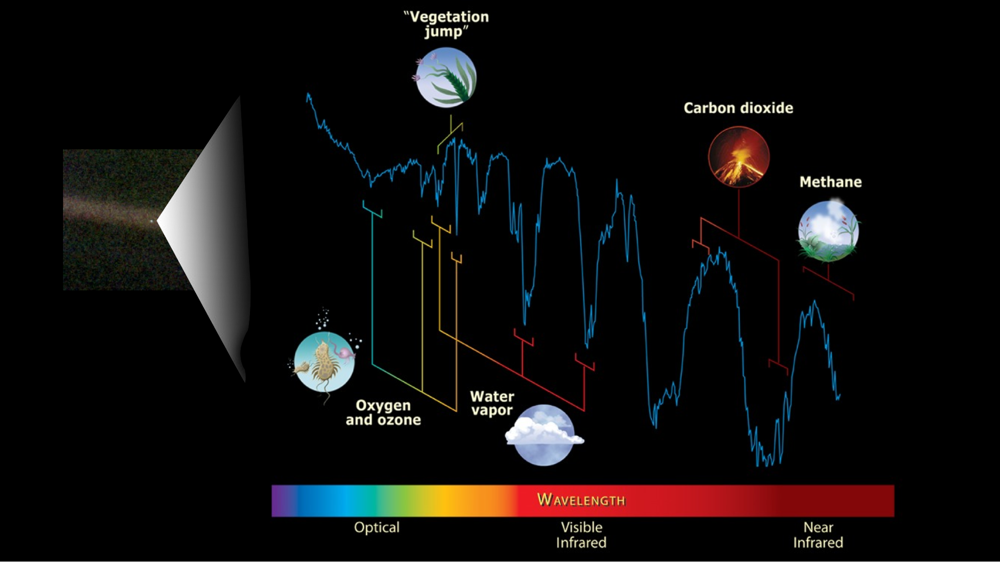 “Vegetation
jump”
Carbon dioxide
Methane
Oxygen
and ozone
Water
vapor
WAVELENGTH
Optical
Visible
Infrared
Near
Infrared